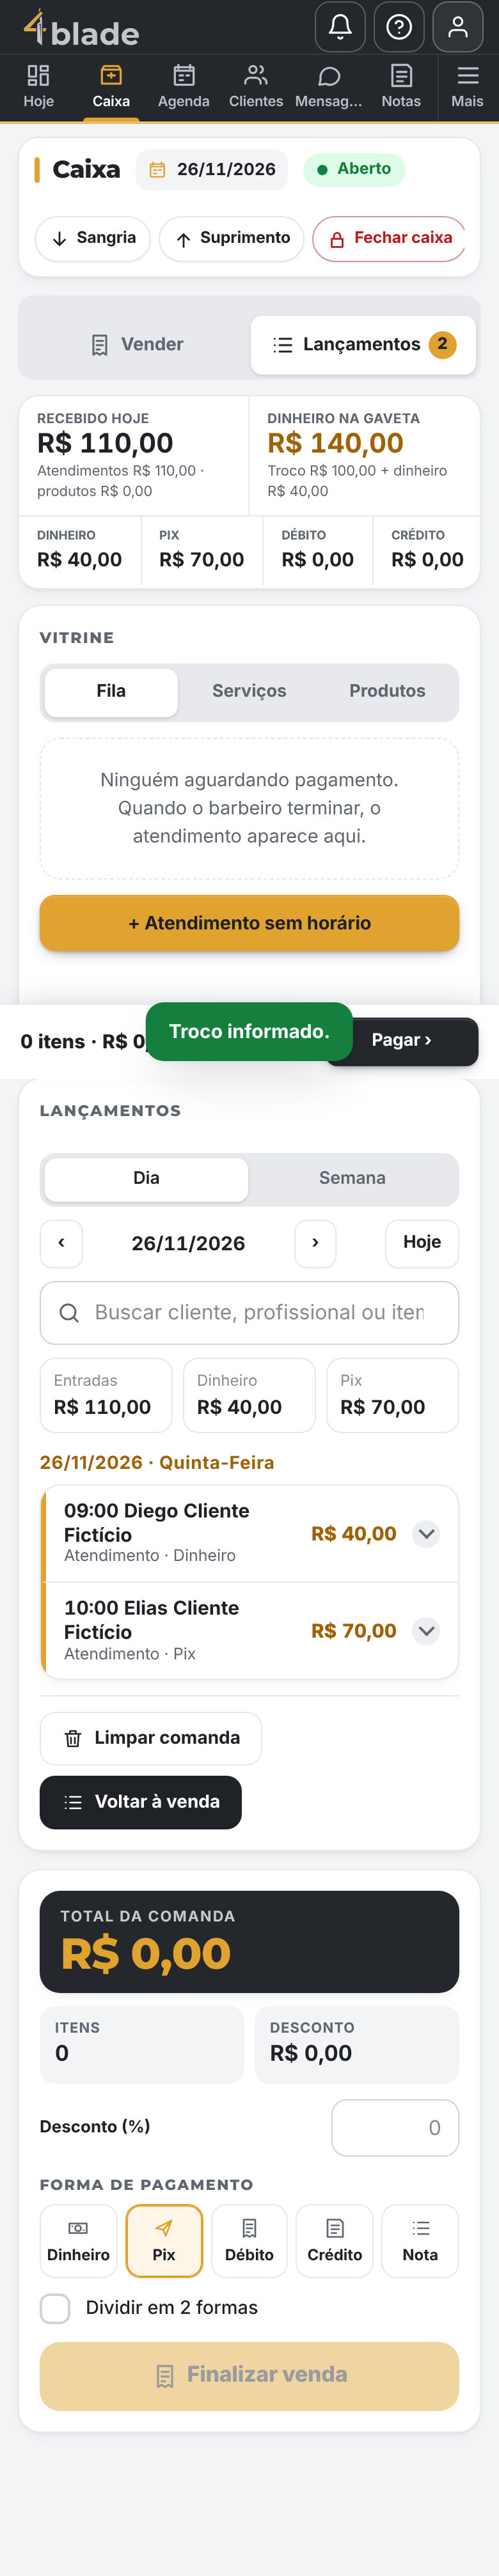 4blade
Hoje
Caixa
Agenda
Clientes
Mensag...
Notas
Mais
Caixa
26/11/2026
Aberto
Sangria
Suprimento
Fechar caixa
Vender
Lançamentos 2
RECEBIDO HOJE
R$ 110,00
Atendimentos R$ 110,00 ·
produtos R$ 0,00
DINHEIRO NA GAVETA
R$ 140,00
Troco R$ 100,00 + dinheiro
R$ 40,00
DINHEIRO
R$ 40,00
PIX
R$ 70,00
DÉBITO
R$ 0,00
CRÉDITO
R$ 0,00
VITRINE
Fila
Serviços
Produtos
Ninguém aguardando pagamento.
Quando o barbeiro terminar, o
atendimento aparece aqui.
+ Atendimento sem horário
0 itens · R$ 0,
Troco informado.
Pagar ›
LANÇAMENTOS
Dia
Semana
‹
26/11/2026
›
Hoje
Buscar cliente, profissional ou iten
Entradas
R$ 110,00
Dinheiro
R$ 40,00
Pix
R$ 70,00
26/11/2026 · Quinta-Feira
09:00 Diego Cliente
Fictício
Atendimento · Dinheiro
R$ 40,00
10:00 Elias Cliente
Fictício
Atendimento · Pix
R$ 70,00
Limpar comanda
Voltar à venda
TOTAL DA COMANDA
R$ 0,00
ITENS
0
DESCONTO
R$ 0,00
Desconto (%)
0
FORMA DE PAGAMENTO
Dinheiro
Pix
Débito
Crédito
Nota
Dividir em 2 formas
Finalizar venda